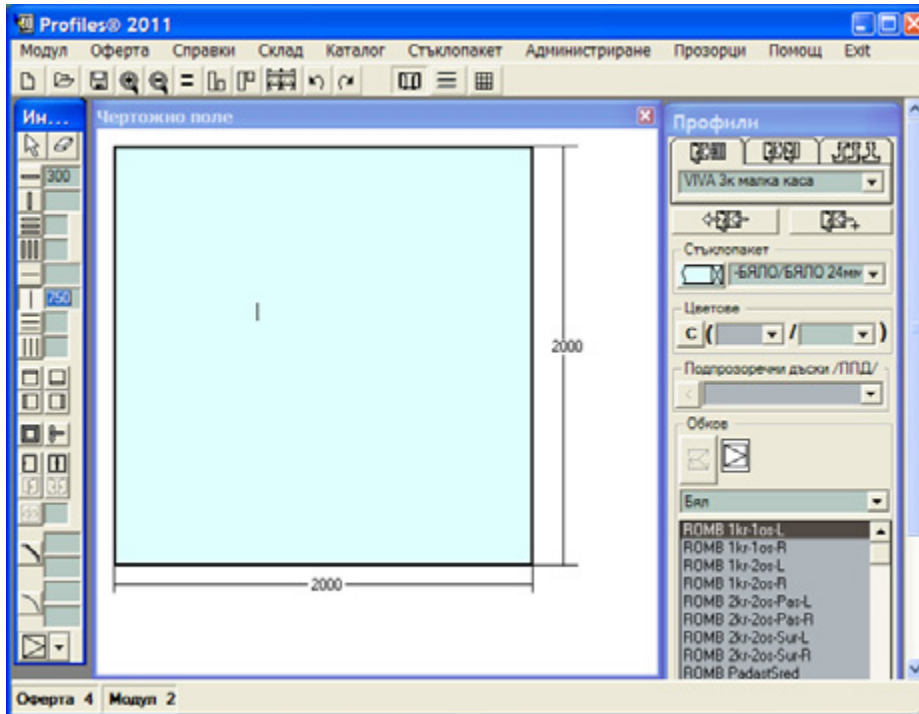 Profiles® 2011
Модул Оферта Справки Склад Каталог Стъклопакет Администриране Прозорци Помощ Exit
Ин...
300
750
Чертожно поле
2000
2000
Профили
VIVA 3к малка каса
Стъклопакет
-БЯЛО/БЯЛО 24мм
Цветове
C ( / )
Подпрозоречни дъски /ППД/
<
Обков
Бял
ROMB 1kr-1os-L
ROMB 1kr-1os-R
ROMB 1kr-2os-L
ROMB 1kr-2os-R
ROMB 2kr-2os-Pas-L
ROMB 2kr-2os-Pas-R
ROMB 2kr-2os-Sur-L
ROMB 2kr-2os-Sur-R
ROMB PadastSred
Оферта 4 Модул 2